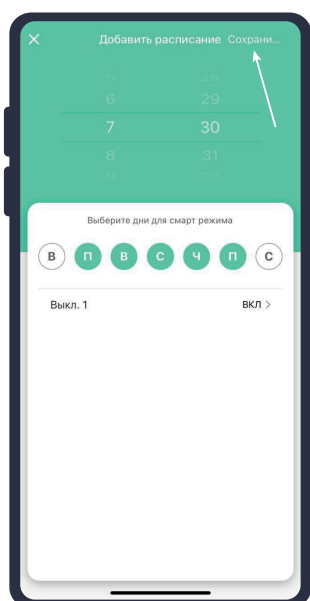 Добавить расписание Сохрани...
6 29
7 30
8 31
Выберите дни для смарт режима
В П В С Ч П С
Выкл. 1 ВКЛ >